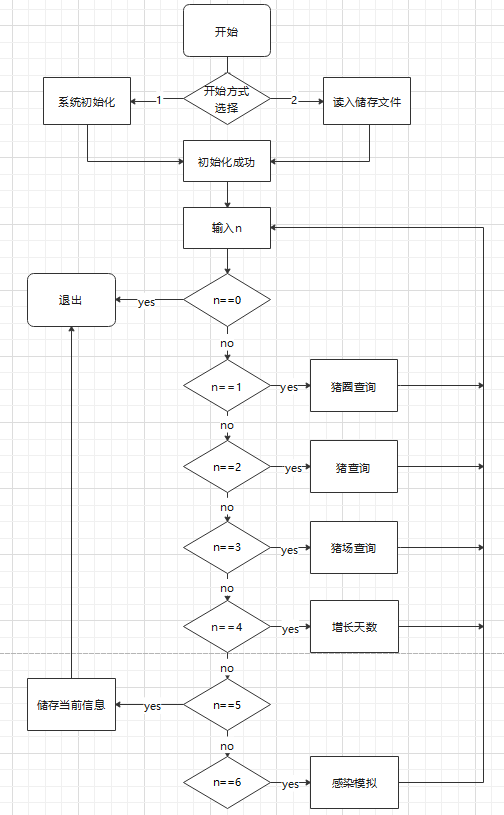 开始
开始方式
选择
1
2
系统初始化
读入储存文件
初始化成功
输入n
n==0
yes
退出
no
n==1
yes
猪圈查询
no
n==2
yes
猪查询
no
n==3
yes
猪场查询
no
n==4
yes
增长天数
no
n==5
yes
储存当前信息
no
n==6
yes
感染模拟